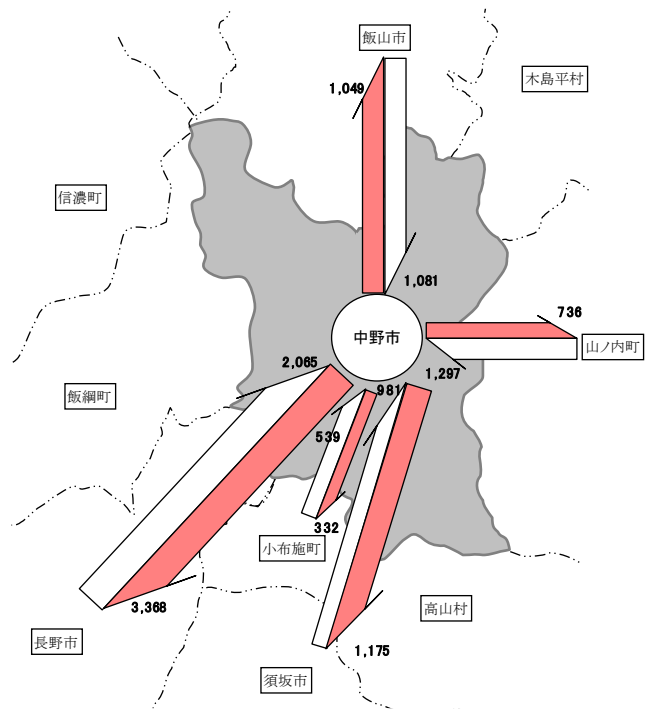 飯山市
木島平村
1,049
信濃町
1,081
736
中野市
山ノ内町
2,065
1,297
981
飯綱町
539
332
小布施町
高山村
3,368
長野市
1,175
須坂市